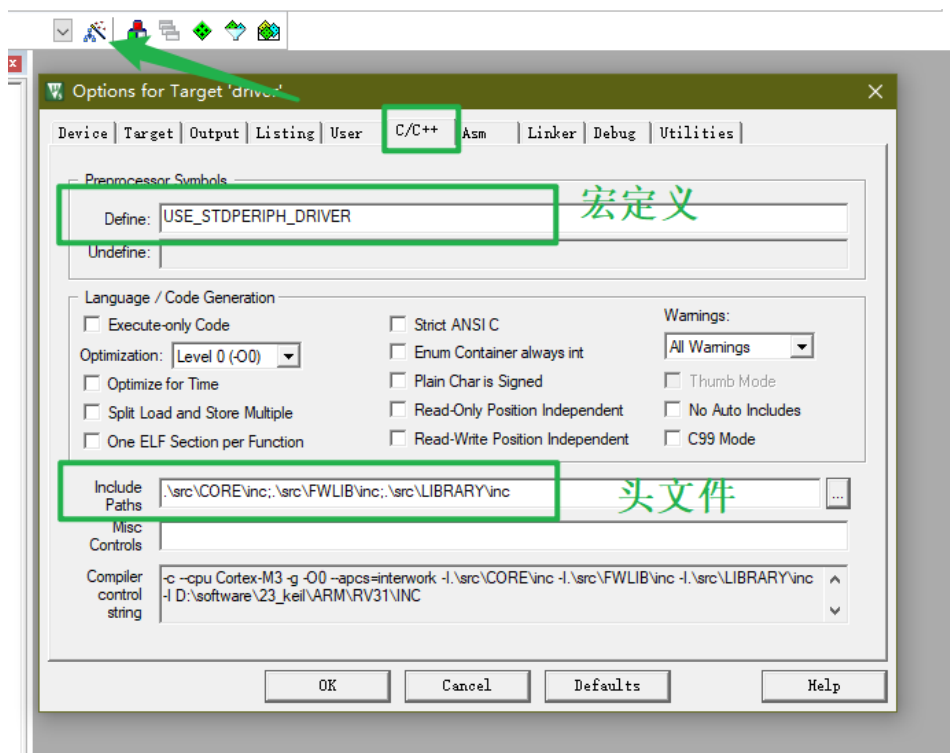 Options for Target 'driver'
Device Target Output Listing User C/C++ Asm Linker Debug Utilities
Preprocessor Symbols
Define: USE_STDPERIPH_DRIVER
宏定义
Undefine:
Language / Code Generation
Execute-only Code
Optimization: Level 0 (-O0)
Optimize for Time
Split Load and Store Multiple
One ELF Section per Function
Strict ANSI C
Enum Container always int
Plain Char is Signed
Read-Only Position Independent
Read-Write Position Independent
Warnings:
All Warnings
Thumb Mode
No Auto Includes
C99 Mode
Include Paths .\src\CORE\inc;.\src\FWLIB\inc;.\src\LIBRARY\inc
头文件
...
Misc Controls
Compiler control string
-c --cpu Cortex-M3 -g -O0 --apcs=interwork -I.\src\CORE\inc -I.\src\FWLIB\inc -I.\src\LIBRARY\inc
-I D:\software\23_keil\ARM\RV31\INC
OK Cancel Defaults Help